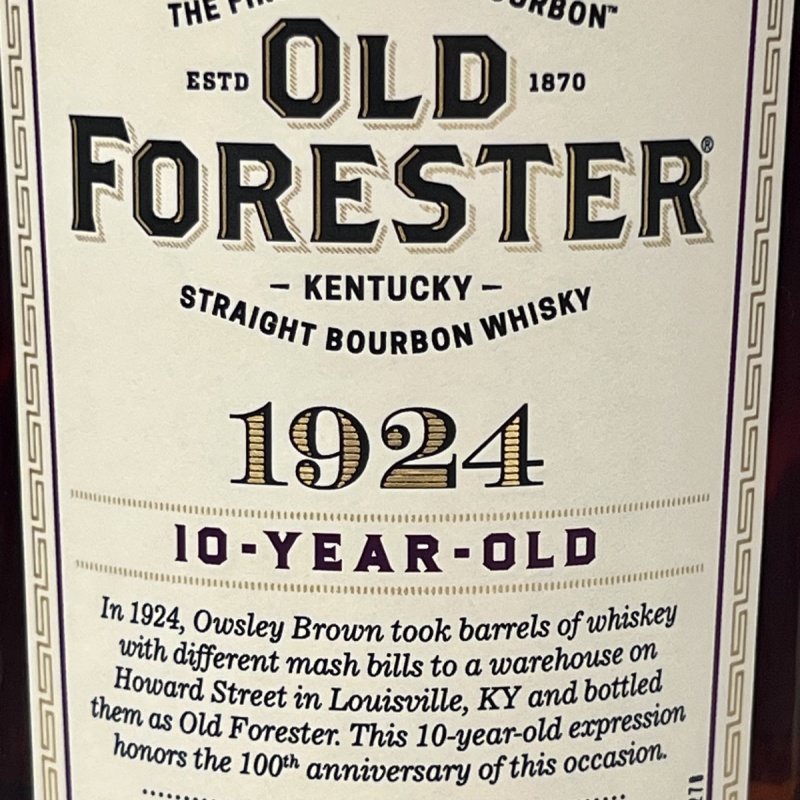 THE
OLD
ESTD 1870
FORESTER®
– KENTUCKY –
STRAIGHT BOURBON WHISKY
1924
10-YEAR-OLD
In 1924, Owsley Brown took barrels of whiskey
with different mash bills to a warehouse on
Howard Street in Louisville, KY and bottled
them as Old Forester. This 10-year-old expression
honors the 100th anniversary of this occasion.